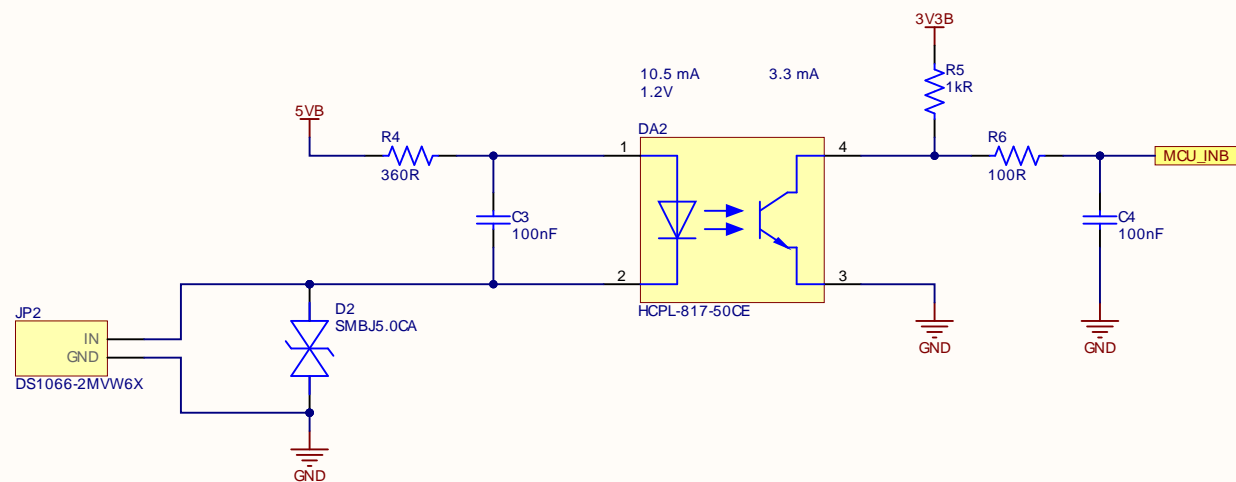 3V3B
10.5 mA
3.3 mA
1.2V
R5
1kR
5VB
DA2
R4
360R
1
4
R6
100R
MCU_INB
C3
100nF
C4
100nF
2
3
HCPL-817-50CE
D2
SMBJ5.0CA
JP2
IN
GND
DS1066-2MVW6X
GND
GND
GND